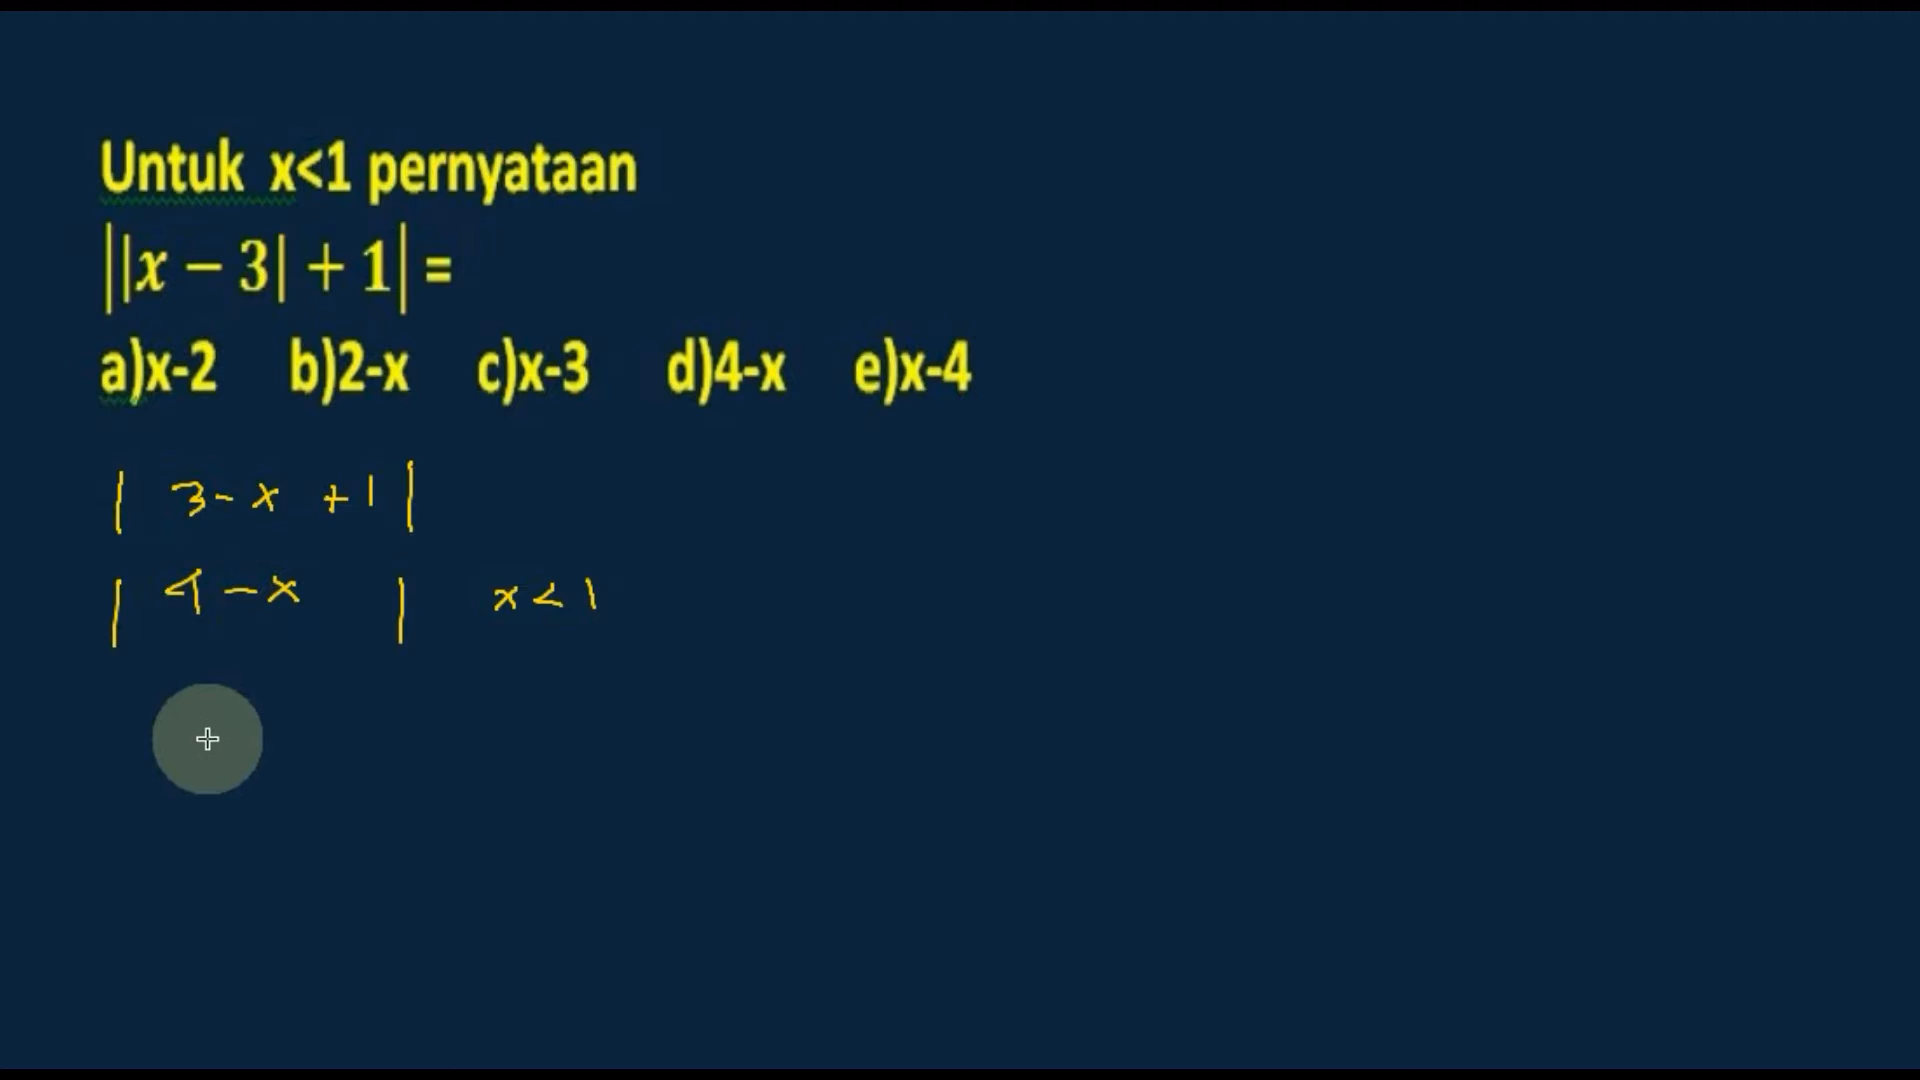 Untuk x<1 pernyataan
||x − 3| + 1| =
a)x-2 b)2-x c)x-3 d)4-x e)x-4
| 3-x +1 |
| 4-x | x<1